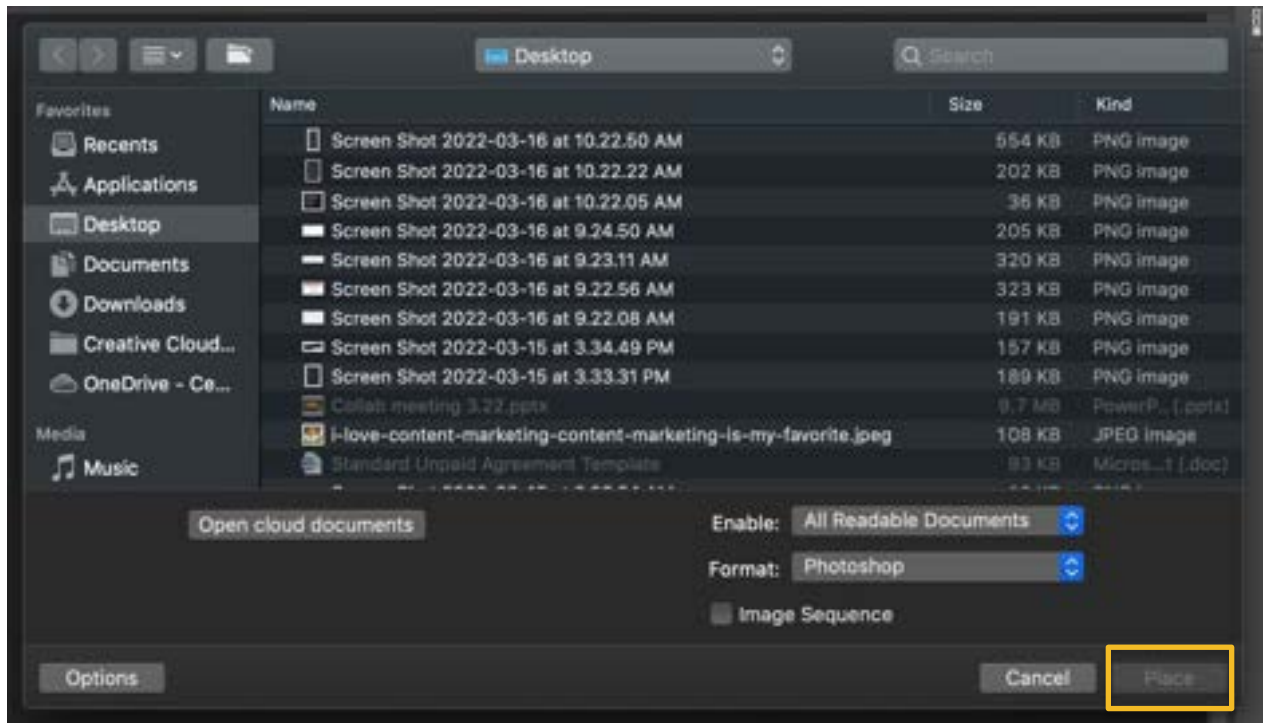 Desktop
Search
Favorites
Recents
Applications
Desktop
Documents
Downloads
Creative Cloud...
OneDrive - Ce...
Media
Music
Name Size Kind
Screen Shot 2022-03-16 at 10.22.50 AM 554 KB PNG image
Screen Shot 2022-03-16 at 10.22.22 AM 202 KB PNG image
Screen Shot 2022-03-16 at 10.22.05 AM 36 KB PNG image
Screen Shot 2022-03-16 at 9.24.50 AM 205 KB PNG image
Screen Shot 2022-03-16 at 9.23.11 AM 320 KB PNG image
Screen Shot 2022-03-16 at 9.22.56 AM 323 KB PNG image
Screen Shot 2022-03-16 at 9.22.08 AM 191 KB PNG image
Screen Shot 2022-03-15 at 3.34.49 PM 157 KB PNG image
Screen Shot 2022-03-15 at 3.33.31 PM 189 KB PNG image
Collab meeting 3.22.pptx 9.7 MB PowerP...(.pptx)
i-love-content-marketing-content-marketing-is-my-favorite.jpeg 108 KB JPEG image
Standard Unpaid Agreement Template 93 KB Micros...t (.doc)
Open cloud documents
Enable: All Readable Documents
Format: Photoshop
Image Sequence
Options
Cancel
Place